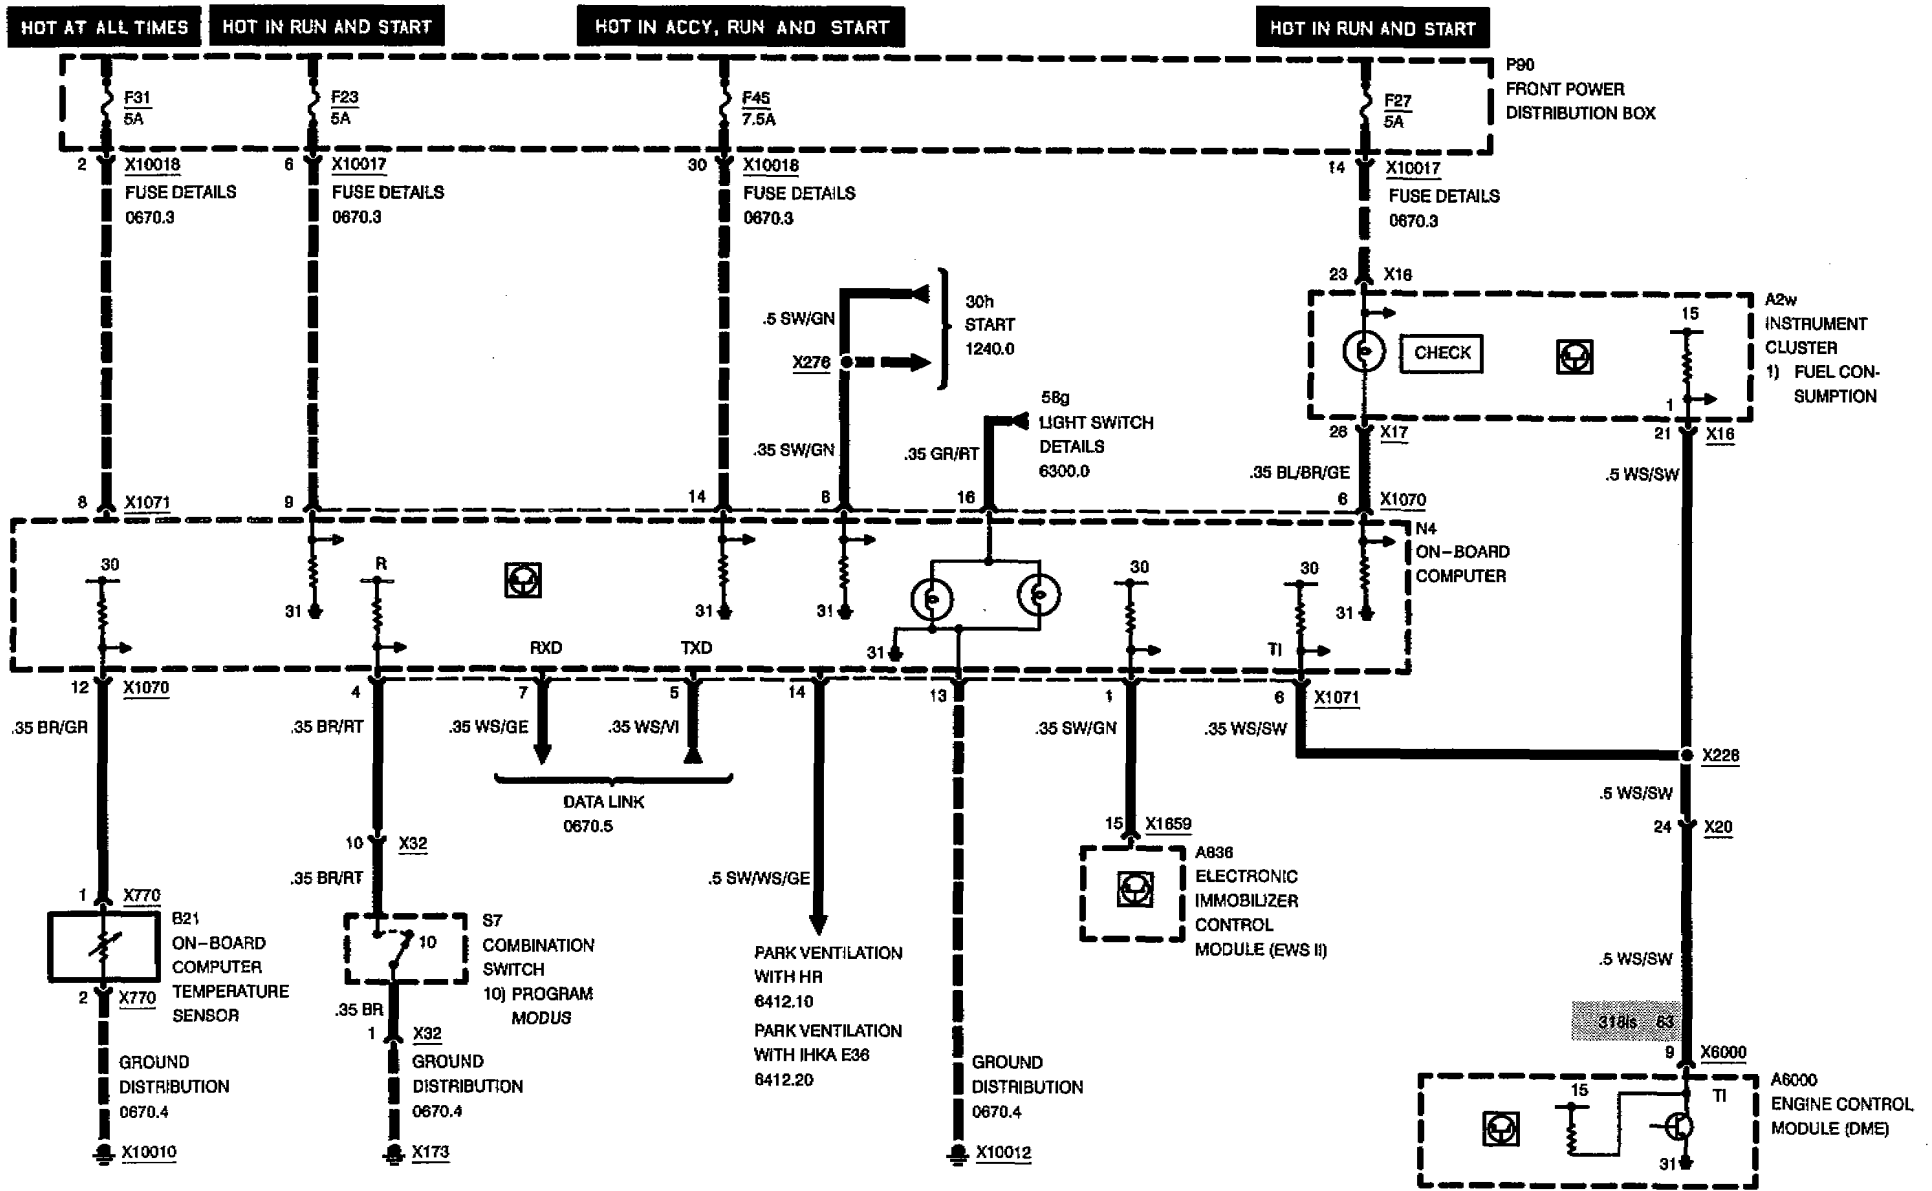 HOT AT ALL TIMES
HOT IN RUN AND START
HOT IN ACCY, RUN AND START
HOT IN RUN AND START
F31
5A
F23
5A
F45
7.5A
F27
5A
P90
FRONT POWER
DISTRIBUTION BOX
2 X10018
FUSE DETAILS
0670.3
6 X10017
FUSE DETAILS
0670.3
30 X10018
FUSE DETAILS
0670.3
14 X10017
FUSE DETAILS
0670.3
.5 SW/GN
X276
30h
START
1240.0
.35 SW/GN
58g
LIGHT SWITCH
DETAILS
6300.0
.35 GR/RT
23 X16
CHECK
15
1
A2w
INSTRUMENT
CLUSTER
1) FUEL CON-
SUMPTION
26 X17
21 X16
.35 BL/BR/GE
.5 WS/SW
8 X1071
9
14
8
16
6 X1070
N4
ON-BOARD
COMPUTER
30
31
R
31
31
31
30
30
31
RXD
TXD
TI
12 X1070
4
7
5
14
13
1
6 X1071
.35 BR/GR
.35 BR/RT
.35 WS/GE
.35 WS/VI
.35 SW/GN
.35 WS/SW
X226
DATA LINK
0670.5
.5 WS/SW
24 X20
10 X32
.35 BR/RT
.5 SW/WS/GE
15 X1659
A836
ELECTRONIC
IMMOBILIZER
CONTROL
MODULE (EWS II)
1 X770
B21
ON-BOARD
COMPUTER
TEMPERATURE
SENSOR
2 X770
10
S7
COMBINATION
SWITCH
10) PROGRAM
MODUS
.35 BR
1 X32
PARK VENTILATION
WITH HR
6412.10
PARK VENTILATION
WITH IHKA E36
6412.20
.5 WS/SW
318is 63
9 X6000
GROUND
DISTRIBUTION
0670.4
GROUND
DISTRIBUTION
0670.4
GROUND
DISTRIBUTION
0670.4
X10010
X173
X10012
15
TI
31
A6000
ENGINE CONTROL
MODULE (DME)